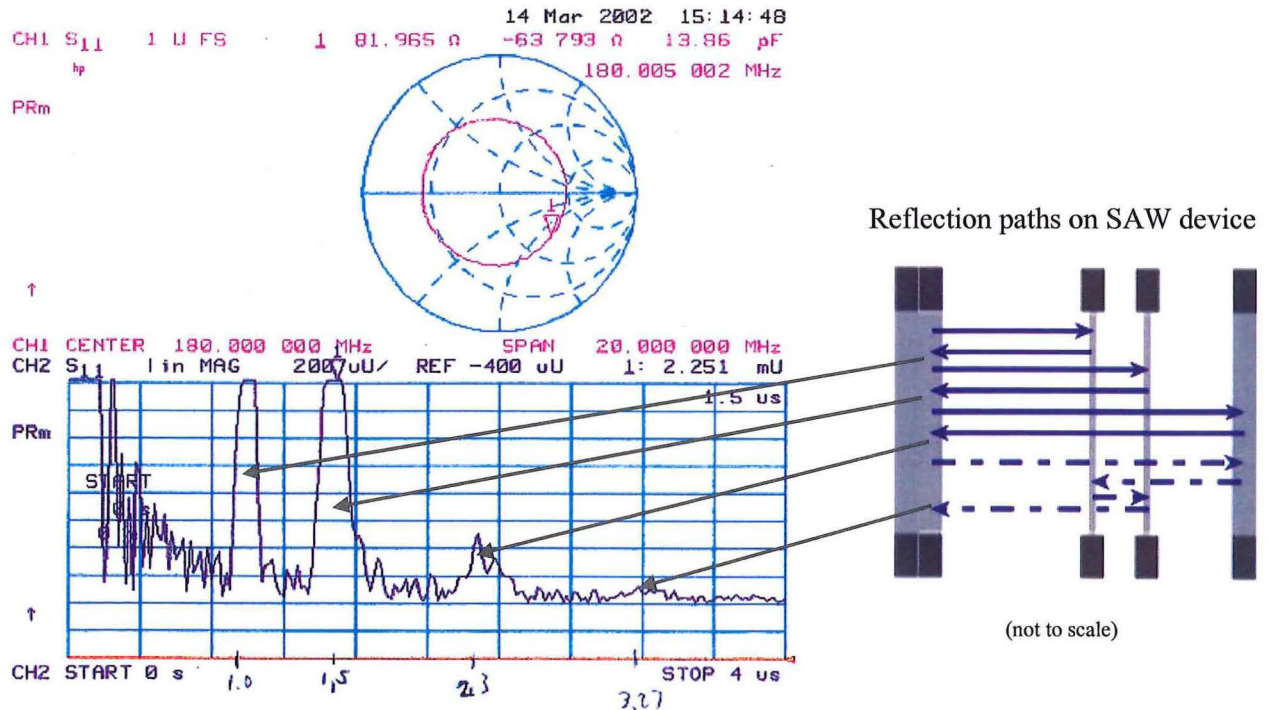 14 Mar 2002 15:14:48
CH1 S11 1 U FS 1 81.965 Ω -63.793 Ω 13.86 pF
hp
180.005 002 MHz
PRm
1
↑
CH1 CENTER 180.000 000 MHz SPAN 20.000 000 MHz
CH2 S11 lin MAG 200 uU/ REF -400 uU 1: 2.251 mU
1
1.5 us
PRm
START
0 s
↑
CH2 START 0 s STOP 4 us
1.0 1.5 2.3 3.27
Reflection paths on SAW device
(not to scale)